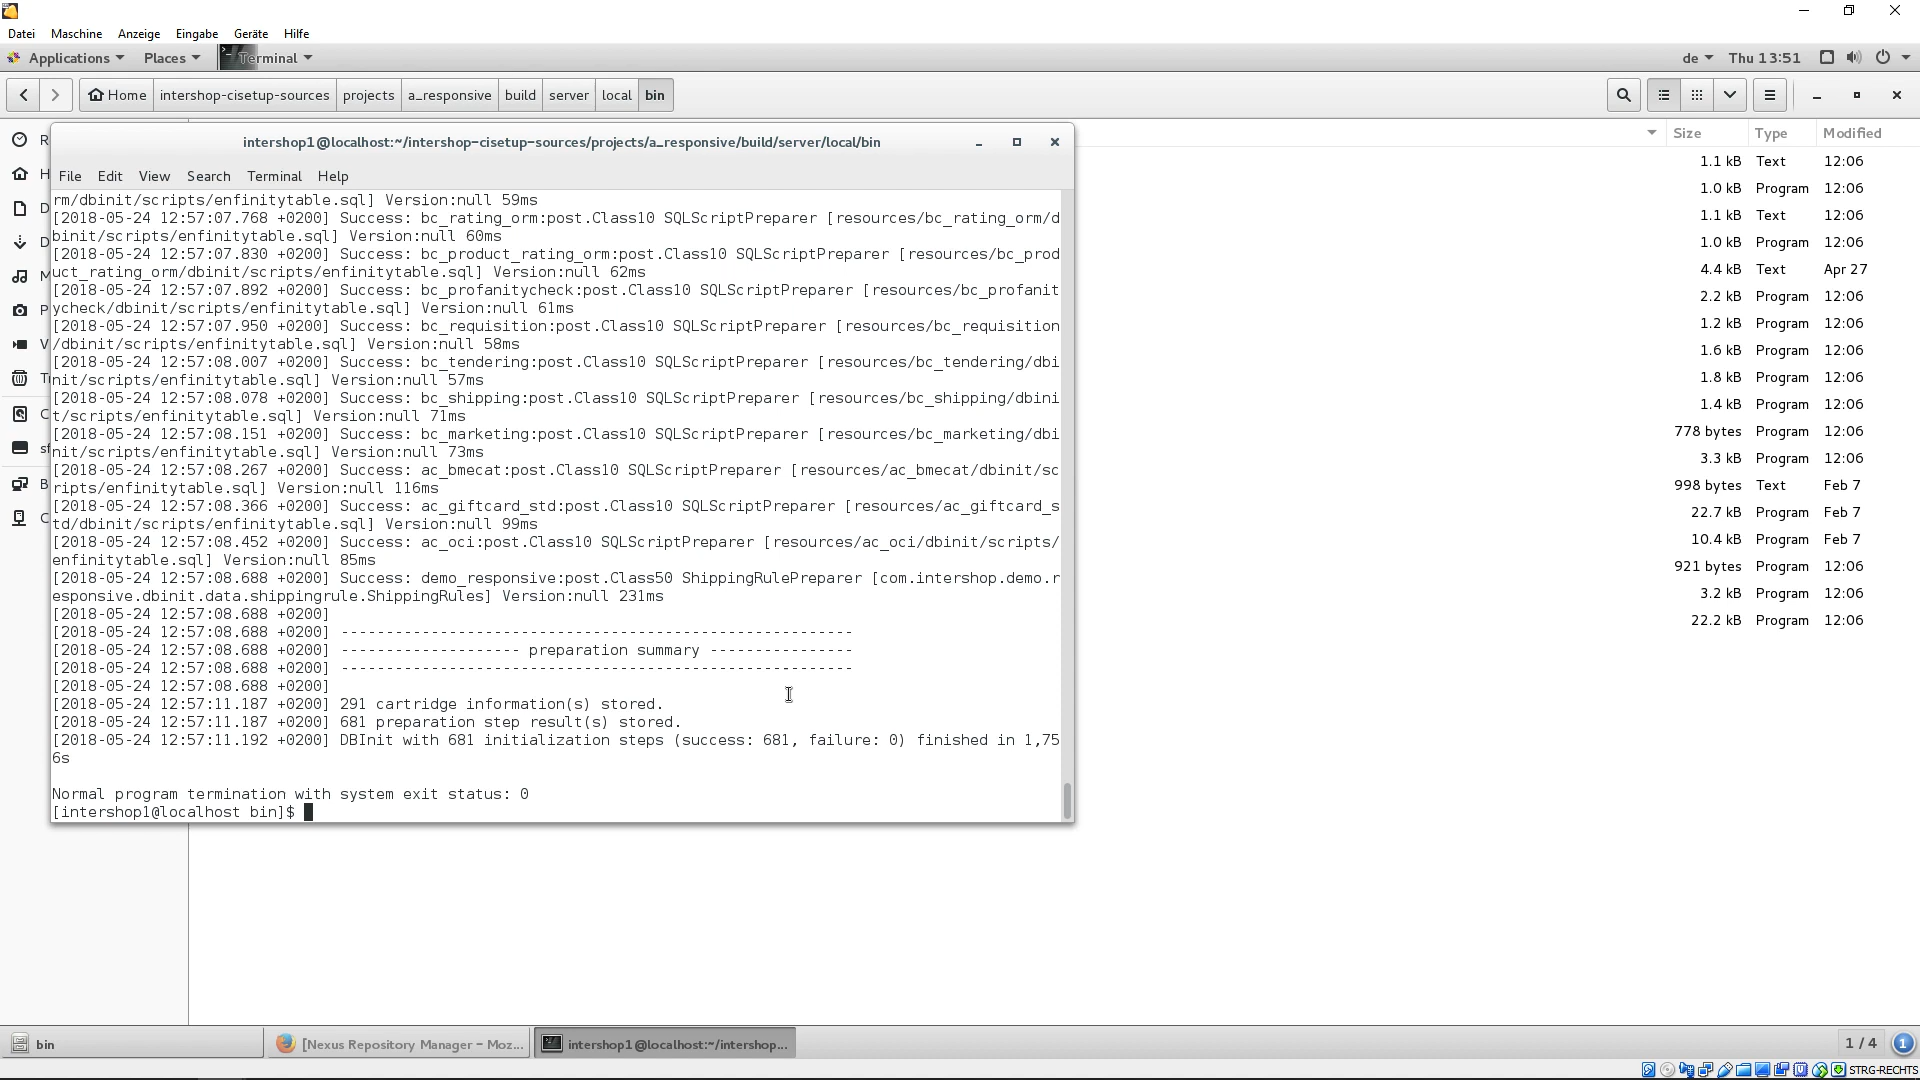 Datei Maschine Anzeige Eingabe Geräte Hilfe
Applications Places Terminal de Thu 13:51
Home intershop-cisetup-sources projects a_responsive build server local bin
Size Type Modified
intershop1@localhost:~/intershop-cisetup-sources/projects/a_responsive/build/server/local/bin
File Edit View Search Terminal Help
rm/dbinit/scripts/enfinitytable.sql] Version:null 59ms
[2018-05-24 12:57:07.768 +0200] Success: bc_rating_orm:post.Class10 SQLScriptPreparer [resources/bc_rating_orm/d
binit/scripts/enfinitytable.sql] Version:null 60ms
[2018-05-24 12:57:07.830 +0200] Success: bc_product_rating_orm:post.Class10 SQLScriptPreparer [resources/bc_prod
uct_rating_orm/dbinit/scripts/enfinitytable.sql] Version:null 62ms
[2018-05-24 12:57:07.892 +0200] Success: bc_profanitycheck:post.Class10 SQLScriptPreparer [resources/bc_profanit
ycheck/dbinit/scripts/enfinitytable.sql] Version:null 61ms
[2018-05-24 12:57:07.950 +0200] Success: bc_requisition:post.Class10 SQLScriptPreparer [resources/bc_requisition
/dbinit/scripts/enfinitytable.sql] Version:null 58ms
[2018-05-24 12:57:08.007 +0200] Success: bc_tendering:post.Class10 SQLScriptPreparer [resources/bc_tendering/dbi
nit/scripts/enfinitytable.sql] Version:null 57ms
[2018-05-24 12:57:08.078 +0200] Success: bc_shipping:post.Class10 SQLScriptPreparer [resources/bc_shipping/dbini
t/scripts/enfinitytable.sql] Version:null 71ms
[2018-05-24 12:57:08.151 +0200] Success: bc_marketing:post.Class10 SQLScriptPreparer [resources/bc_marketing/dbi
nit/scripts/enfinitytable.sql] Version:null 73ms
[2018-05-24 12:57:08.267 +0200] Success: ac_bmecat:post.Class10 SQLScriptPreparer [resources/ac_bmecat/dbinit/sc
ripts/enfinitytable.sql] Version:null 116ms
[2018-05-24 12:57:08.366 +0200] Success: ac_giftcard_std:post.Class10 SQLScriptPreparer [resources/ac_giftcard_s
td/dbinit/scripts/enfinitytable.sql] Version:null 99ms
[2018-05-24 12:57:08.452 +0200] Success: ac_oci:post.Class10 SQLScriptPreparer [resources/ac_oci/dbinit/scripts/
enfinitytable.sql] Version:null 85ms
[2018-05-24 12:57:08.688 +0200] Success: demo_responsive:post.Class50 ShippingRulePreparer [com.intershop.demo.r
esponsive.dbinit.data.shippingrule.ShippingRules] Version:null 231ms
[2018-05-24 12:57:08.688 +0200]
[2018-05-24 12:57:08.688 +0200] ---------------------------------------------------------
[2018-05-24 12:57:08.688 +0200] -------------------- preparation summary ----------------
[2018-05-24 12:57:08.688 +0200] ---------------------------------------------------------
[2018-05-24 12:57:08.688 +0200]
[2018-05-24 12:57:11.187 +0200] 291 cartridge information(s) stored.
[2018-05-24 12:57:11.187 +0200] 681 preparation step result(s) stored.
[2018-05-24 12:57:11.192 +0200] DBInit with 681 initialization steps (success: 681, failure: 0) finished in 1,75
6s
Normal program termination with system exit status: 0
[intershop1@localhost bin]$
1.1 kB Text 12:06
1.0 kB Program 12:06
1.1 kB Text 12:06
1.0 kB Program 12:06
4.4 kB Text Apr 27
2.2 kB Program 12:06
1.2 kB Program 12:06
1.6 kB Program 12:06
1.8 kB Program 12:06
1.4 kB Program 12:06
778 bytes Program 12:06
3.3 kB Program 12:06
998 bytes Text Feb 7
22.7 kB Program Feb 7
10.4 kB Program Feb 7
921 bytes Program 12:06
3.2 kB Program 12:06
22.2 kB Program 12:06
bin [Nexus Repository Manager – Moz... intershop1@localhost:~/intershop... 1 / 4 1
STRG-RECHTS